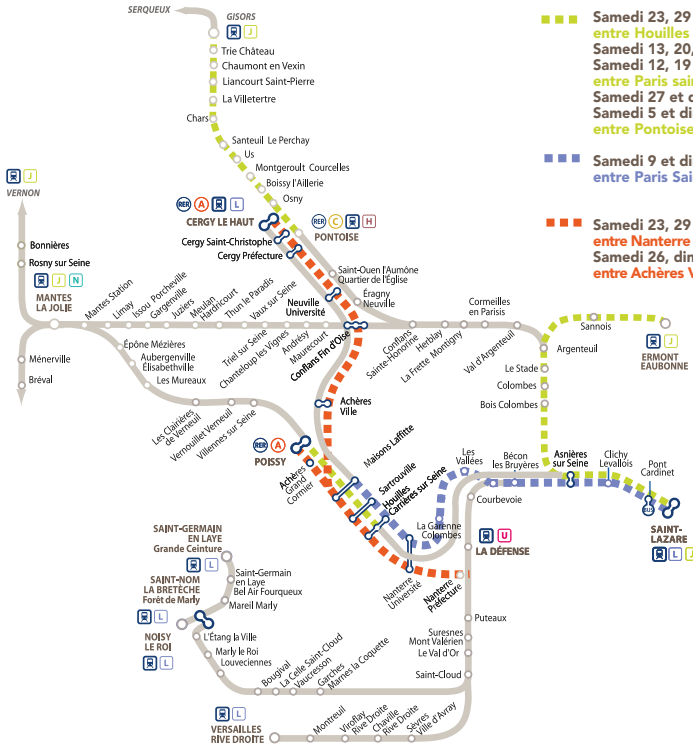 SERQUEUX
GISORS
J
Trie Château
Chaumont en Vexin
Liancourt Saint-Pierre
La Villetertre
Chars
Santeuil Le Perchay
Us
Montgeroult Courcelles
Boissy l'Aillerie
Osny
RER A L
CERGY LE HAUT
RER C H
PONTOISE
Cergy Saint-Christophe
Cergy Préfecture
Saint-Ouen l'Aumône
Quartier de l'Église
Éragny
Neuville
Samedi 23, 29
entre Houilles
Samedi 13, 20,
Samedi 12, 19
entre Paris sain
Samedi 27 et d
Samedi 5 et di
entre Pontoise
Samedi 9 et di
entre Paris Sai
Samedi 23, 29
entre Nanterre
Samedi 26, dim
entre Achères V
J
VERNON
Bonnières
Rosny sur Seine
J N
MANTES
LA JOLIE
Ménerville
Bréval
Mantes Station
Limay
Issou Porcheville
Gargenville
Juziers
Meulan
Hardricourt
Thun le Paradis
Vaux sur Seine
Triel sur Seine
Chanteloup les Vignes
Andrésy
Maurecourt
Neuville
Université
Conflans Fin d'Oise
Conflans
Sainte-Honorine
Herblay
La Frette Montigny
Cormeilles
en Parisis
Val d'Argenteuil
Argenteuil
Sannois
J
ERMONT
EAUBONNE
Le Stade
Colombes
Bois Colombes
Épône Mézières
Aubergenville
Élisabethville
Les Mureaux
Les Clairières
de Verneuil
Vernouillet Verneuil
Villennes sur Seine
RER A
POISSY
Achères
Ville
Achères
Grand
Cormier
Maisons Laffitte
Sartrouville
Houilles
Carrières sur Seine
Les
Vallées
Bécon
les Bruyères
Asnières
sur Seine
Clichy
Levallois
Pont
Cardinet
BUS
SAINT-
LAZARE
L J
Courbevoie
La Garenne
Colombes
U
LA DÉFENSE
Nanterre
Université
Nanterre
Préfecture
Puteaux
Suresnes
Mont Valérien
Le Val d'Or
Saint-Cloud
SAINT-GERMAIN
EN LAYE
Grande Ceinture
L
Saint-Germain
en Laye
Bel Air Fourqueux
Mareil Marly
SAINT-NOM
LA BRETÈCHE
Forêt de Marly
L
NOISY
LE ROI
L
L'Étang la Ville
Marly le Roi
Louveciennes
Bougival
La Celle Saint-Cloud
Vaucresson
Garches
Marnes la Coquette
L
VERSAILLES
RIVE DROITE
Montreuil
Viroflay
Rive Droite
Chaville
Rive Droite
Sèvres
Ville d'Avray